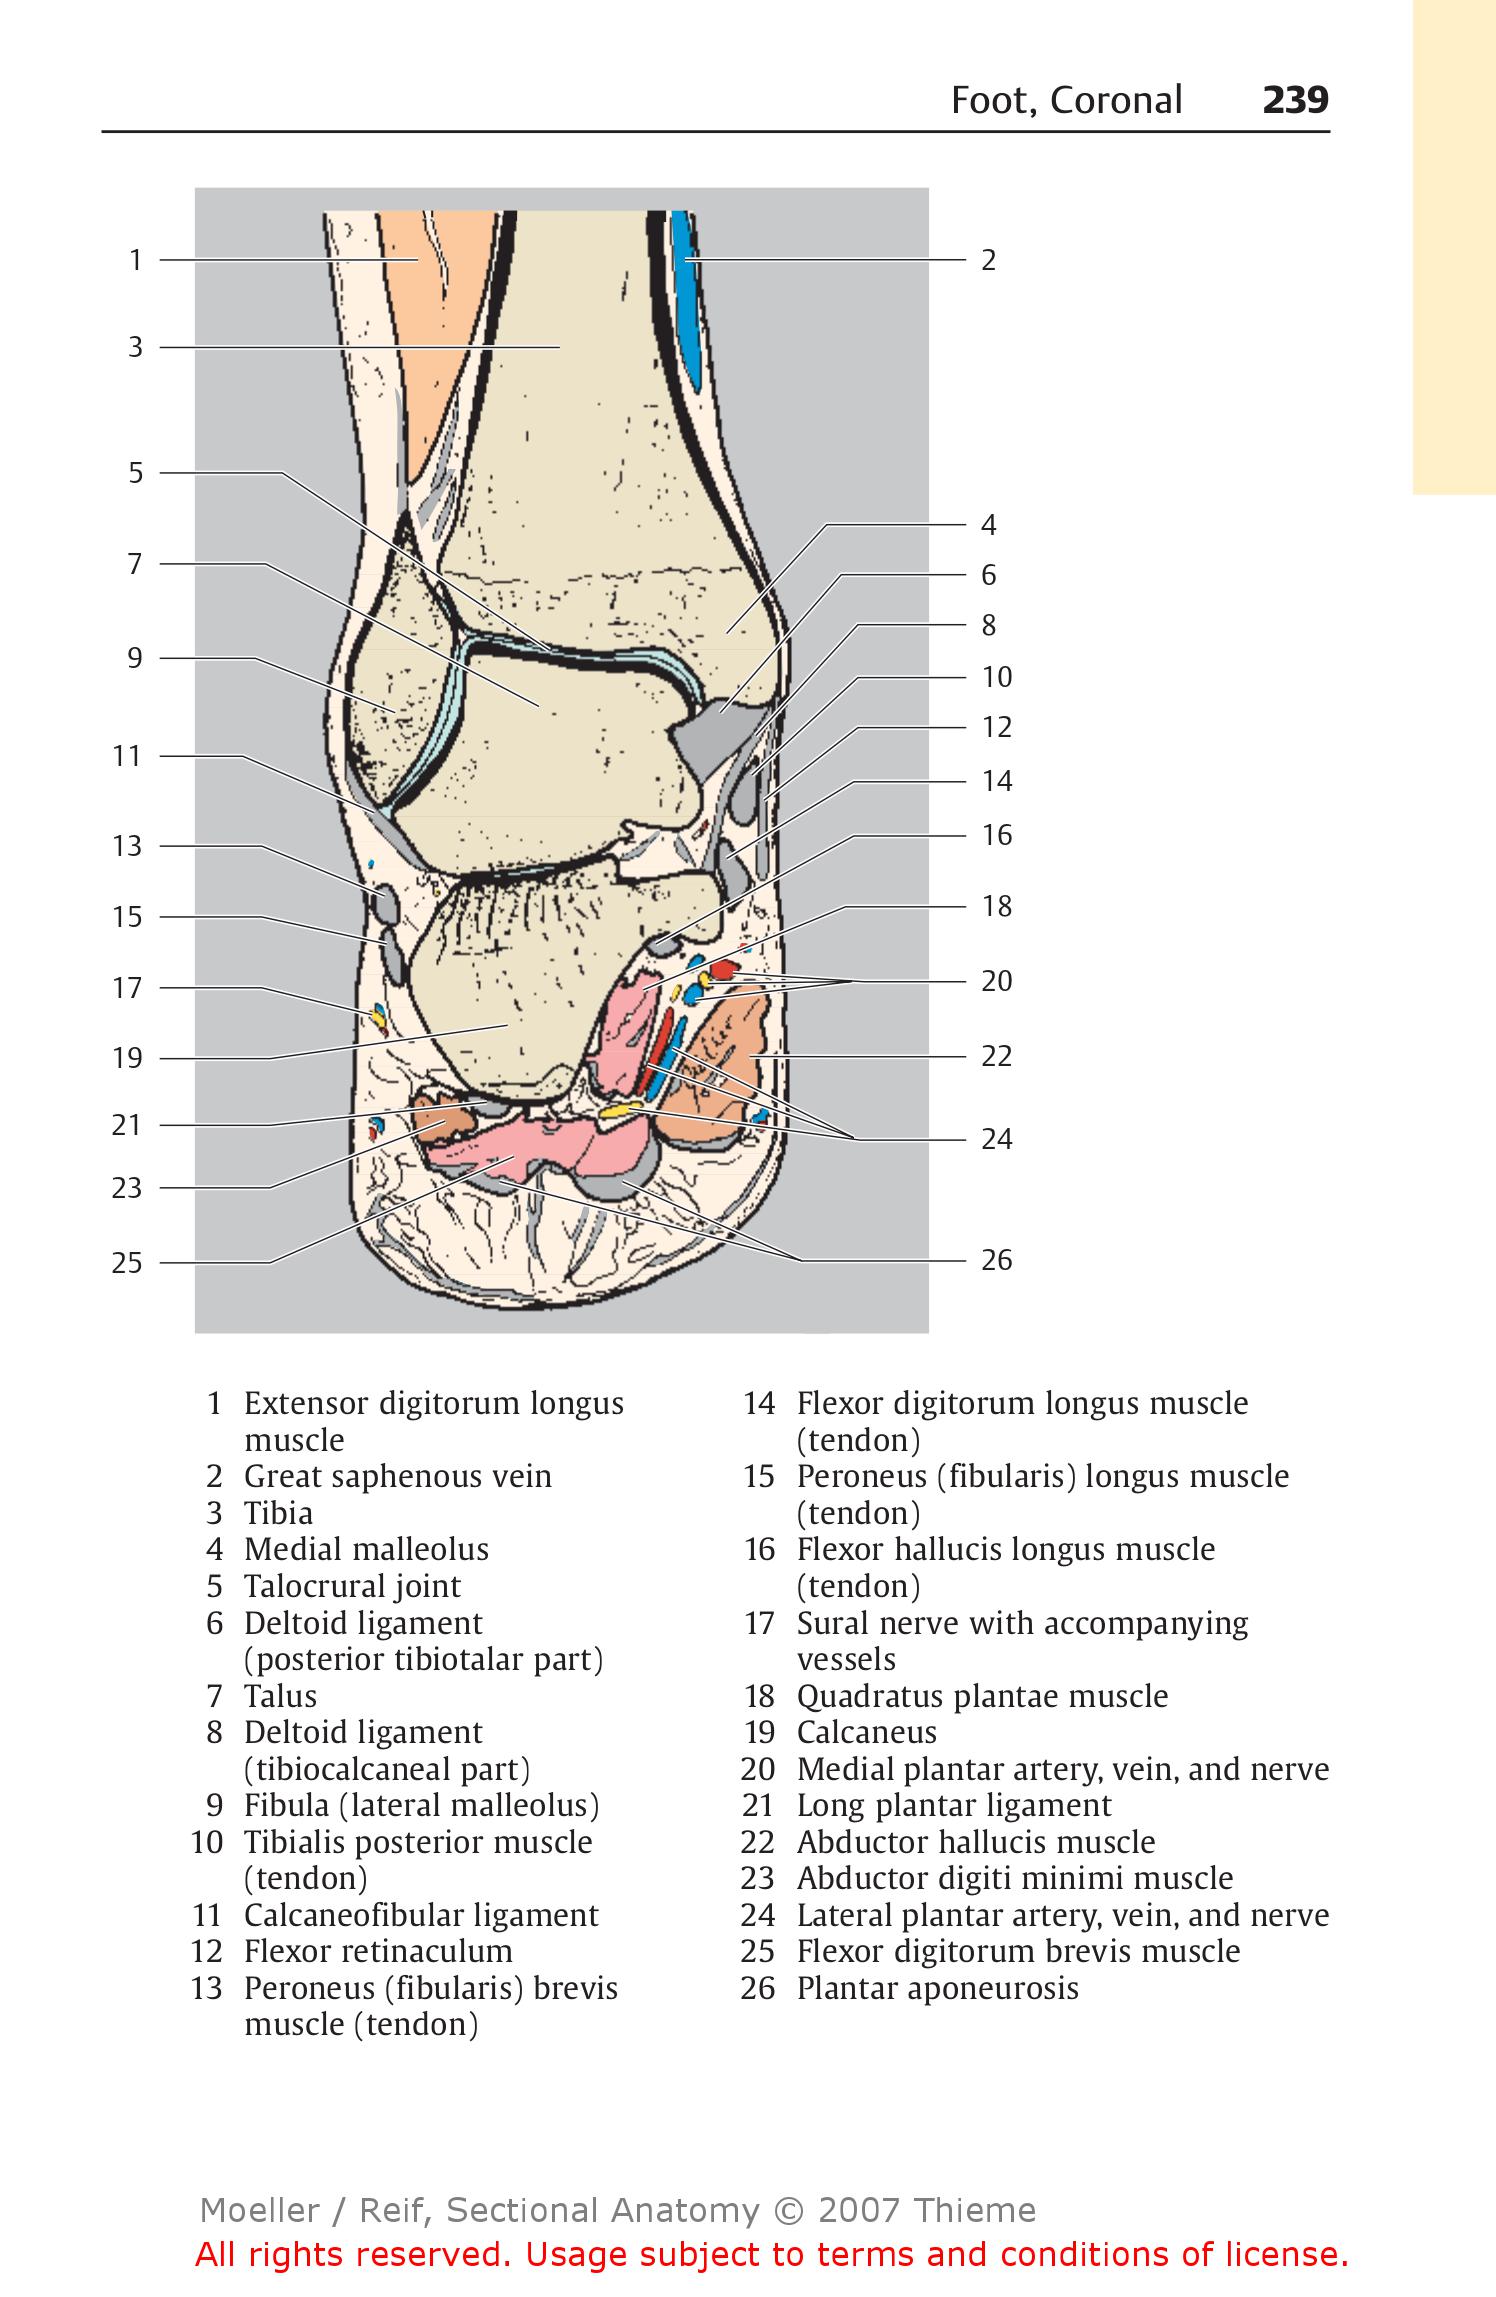 Foot, Coronal 239
1
2
3
5
4
7
6
8
9
10
12
11
14
13
16
15
18
17
20
19
22
21
24
23
25
26
1 Extensor digitorum longus
muscle
2 Great saphenous vein
3 Tibia
4 Medial malleolus
5 Talocrural joint
6 Deltoid ligament
(posterior tibiotalar part)
7 Talus
8 Deltoid ligament
(tibiocalcaneal part)
9 Fibula (lateral malleolus)
10 Tibialis posterior muscle
(tendon)
11 Calcaneofibular ligament
12 Flexor retinaculum
13 Peroneus (fibularis) brevis
muscle (tendon)
14 Flexor digitorum longus muscle
(tendon)
15 Peroneus (fibularis) longus muscle
(tendon)
16 Flexor hallucis longus muscle
(tendon)
17 Sural nerve with accompanying
vessels
18 Quadratus plantae muscle
19 Calcaneus
20 Medial plantar artery, vein, and nerve
21 Long plantar ligament
22 Abductor hallucis muscle
23 Abductor digiti minimi muscle
24 Lateral plantar artery, vein, and nerve
25 Flexor digitorum brevis muscle
26 Plantar aponeurosis
Moeller / Reif, Sectional Anatomy © 2007 Thieme
All rights reserved. Usage subject to terms and conditions of license.